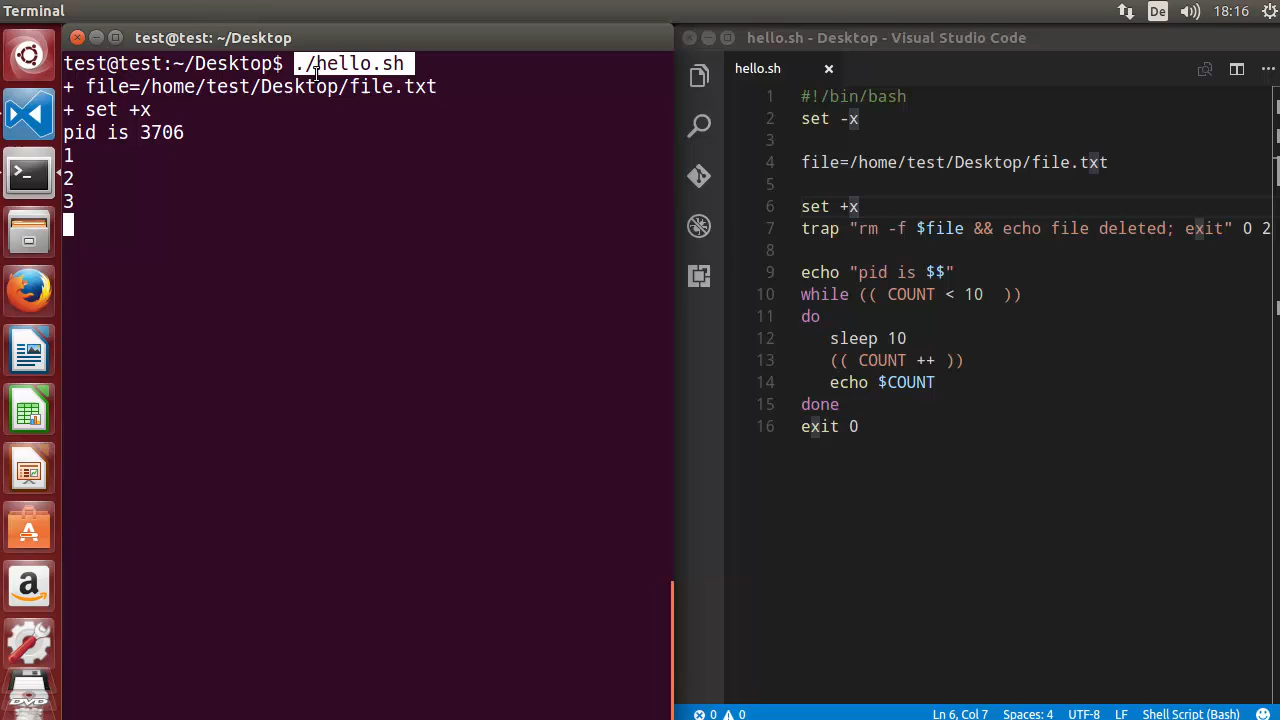 Terminal
De
18:16
test@test: ~/Desktop
test@test:~/Desktop$ ./hello.sh
+ file=/home/test/Desktop/file.txt
+ set +x
pid is 3706
1
2
3
hello.sh - Desktop - Visual Studio Code
hello.sh
1 #!/bin/bash
2 set -x
3
4 file=/home/test/Desktop/file.txt
5
6 set +x
7 trap "rm -f $file && echo file deleted; exit" 0 2
8
9 echo "pid is $$"
10 while (( COUNT < 10  ))
11 do
12    sleep 10
13    (( COUNT ++ ))
14    echo $COUNT
15 done
16 exit 0
0 0
Ln 6, Col 7 Spaces: 4 UTF-8 LF Shell Script (Bash)